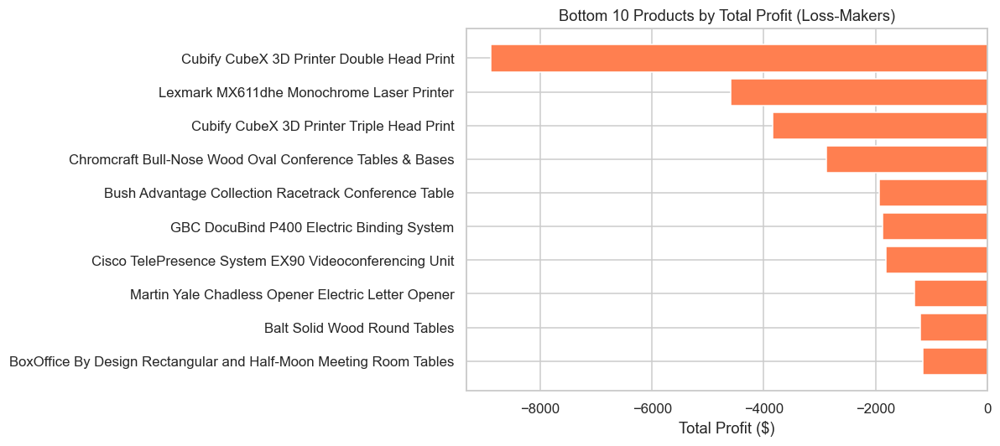 Bottom 10 Products by Total Profit (Loss-Makers)
Cubify CubeX 3D Printer Double Head Print
Lexmark MX611dhe Monochrome Laser Printer
Cubify CubeX 3D Printer Triple Head Print
Chromcraft Bull-Nose Wood Oval Conference Tables & Bases
Bush Advantage Collection Racetrack Conference Table
GBC DocuBind P400 Electric Binding System
Cisco TelePresence System EX90 Videoconferencing Unit
Martin Yale Chadless Opener Electric Letter Opener
Balt Solid Wood Round Tables
BoxOffice By Design Rectangular and Half-Moon Meeting Room Tables
−8000 −6000 −4000 −2000 0
Total Profit ($)